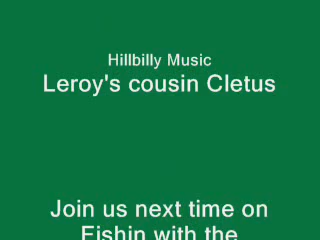 Hillbilly Music
Leroy's cousin Cletus
Join us next time on
Fishin with the